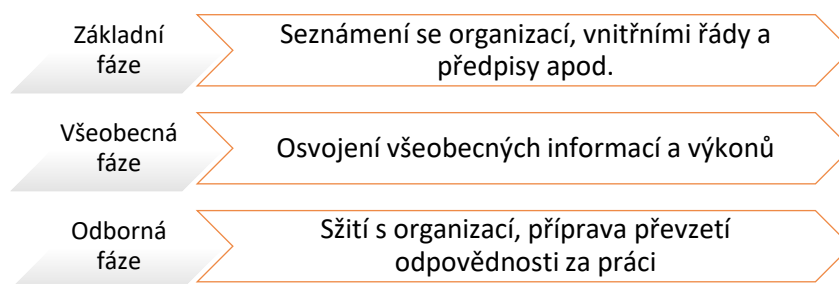 Základní
fáze
Seznámení se organizací, vnitřními řády a
předpisy apod.
Všeobecná
fáze
Osvojení všeobecných informací a výkonů
Odborná
fáze
Sžití s organizací, příprava převzetí
odpovědnosti za práci